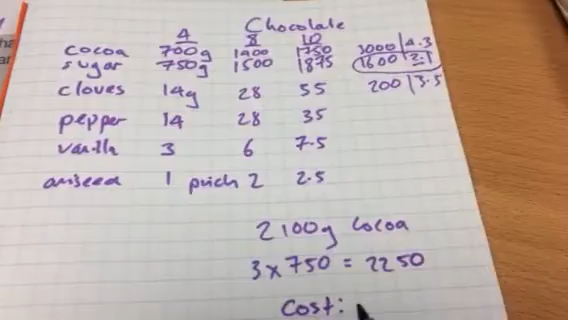 Chocolate
4 8 10
cocoa 700g 1400 1750 3000 4.3
sugar 750g 1500 1875 1600 2.1
cloves 14g 28 55 200 3.5
pepper 14 28 35
vanilla 3 6 7.5
aniseed 1 pinch 2 2.5
2100g Cocoa
3 x 750 = 2250
Cost: